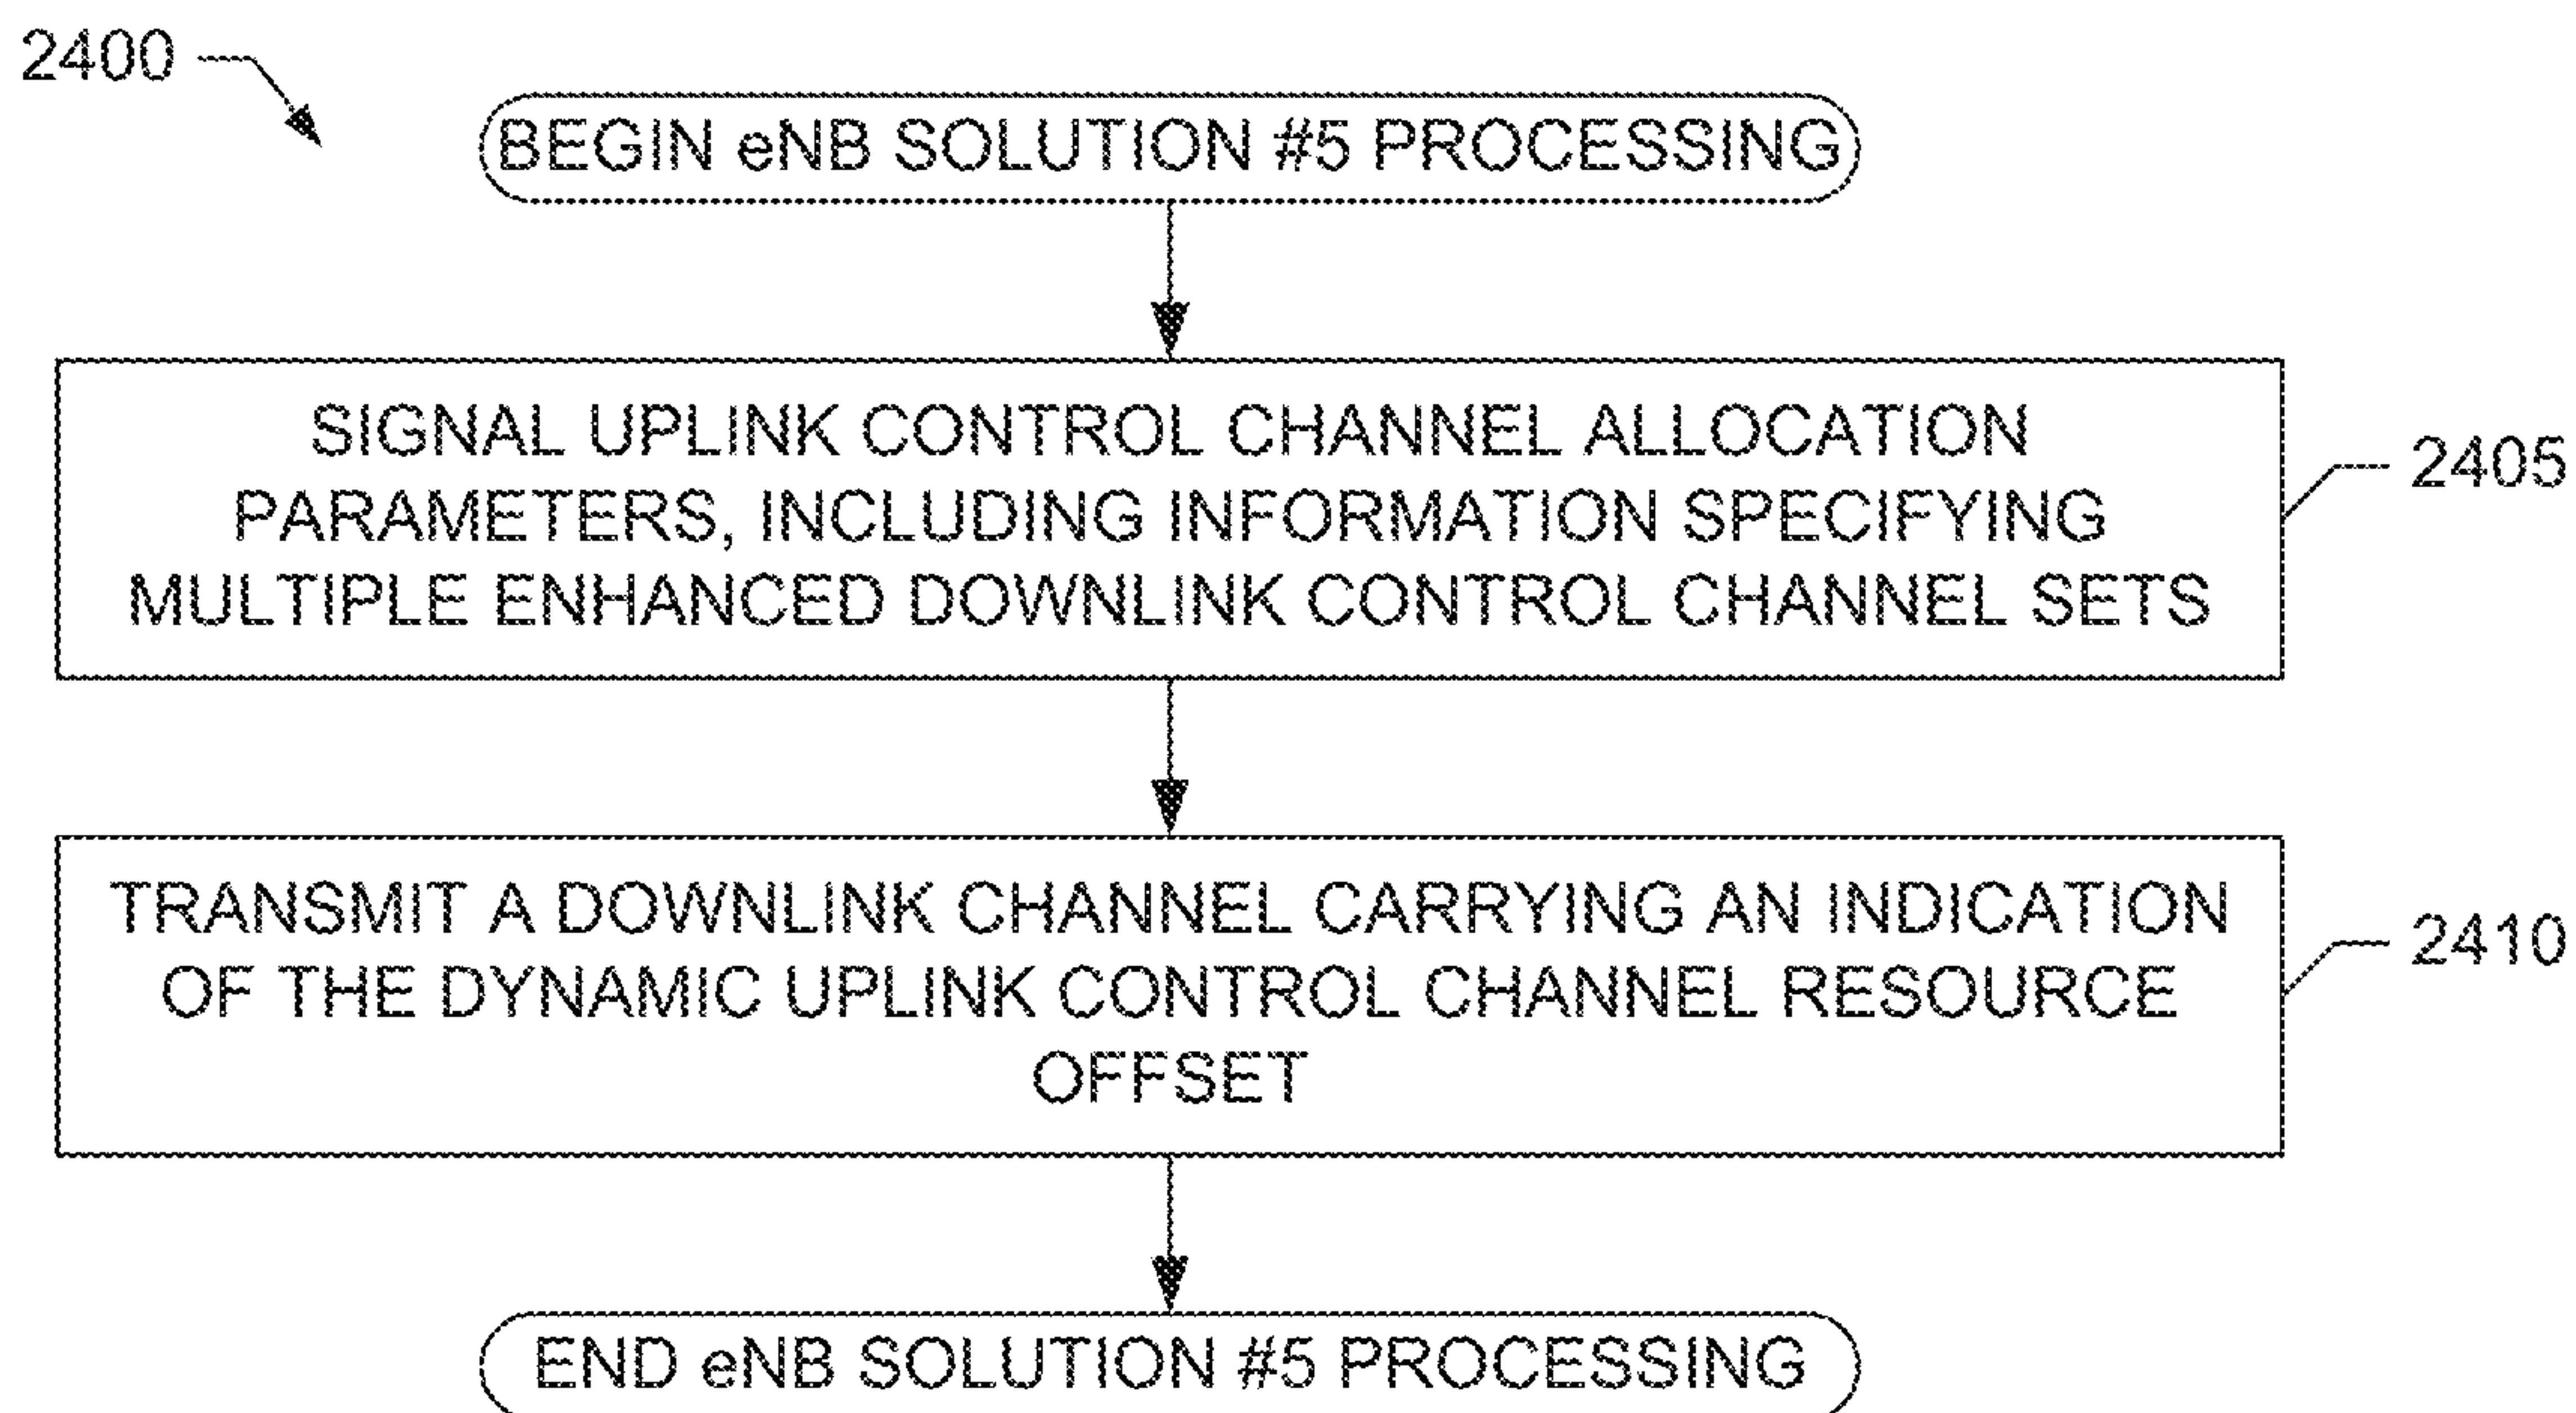 2400
BEGIN eNB SOLUTION #5 PROCESSING
SIGNAL UPLINK CONTROL CHANNEL ALLOCATION
PARAMETERS, INCLUDING INFORMATION SPECIFYING
MULTIPLE ENHANCED DOWNLINK CONTROL CHANNEL SETS
2405
TRANSMIT A DOWNLINK CHANNEL CARRYING AN INDICATION
OF THE DYNAMIC UPLINK CONTROL CHANNEL RESOURCE
OFFSET
2410
END eNB SOLUTION #5 PROCESSING